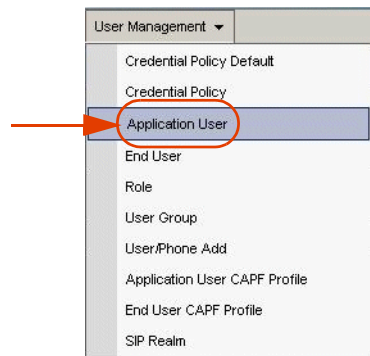 User Management
Credential Policy Default
Credential Policy
Application User
End User
Role
User Group
User/Phone Add
Application User CAPF Profile
End User CAPF Profile
SIP Realm